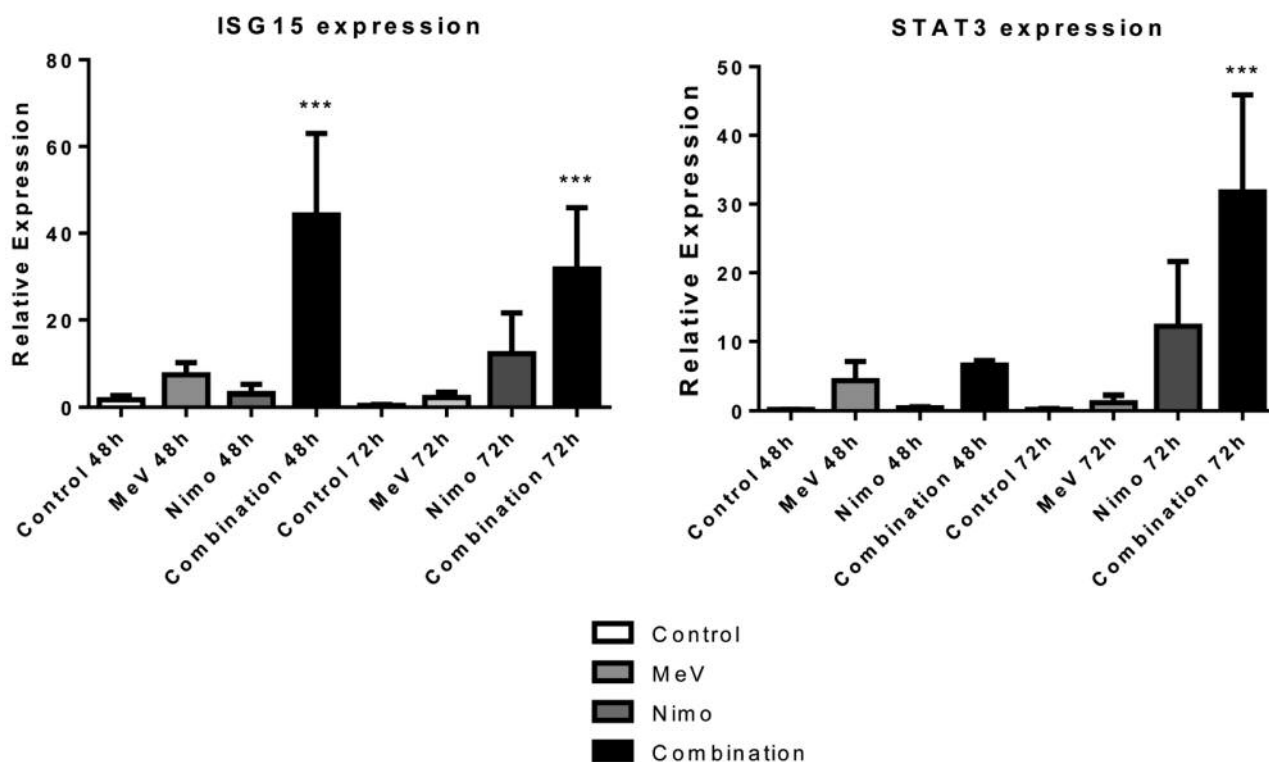 ISG15 expression
Relative Expression
80
60
40
20
0
***
***
Control 48h
MeV 48h
Nimo 48h
Combination 48h
Control 72h
MeV 72h
Nimo 72h
Combination 72h
STAT3 expression
Relative Expression
50
40
30
20
10
0
***
Control 48h
MeV 48h
Nimo 48h
Combination 48h
Control 72h
MeV 72h
Nimo 72h
Combination 72h
Control
MeV
Nimo
Combination